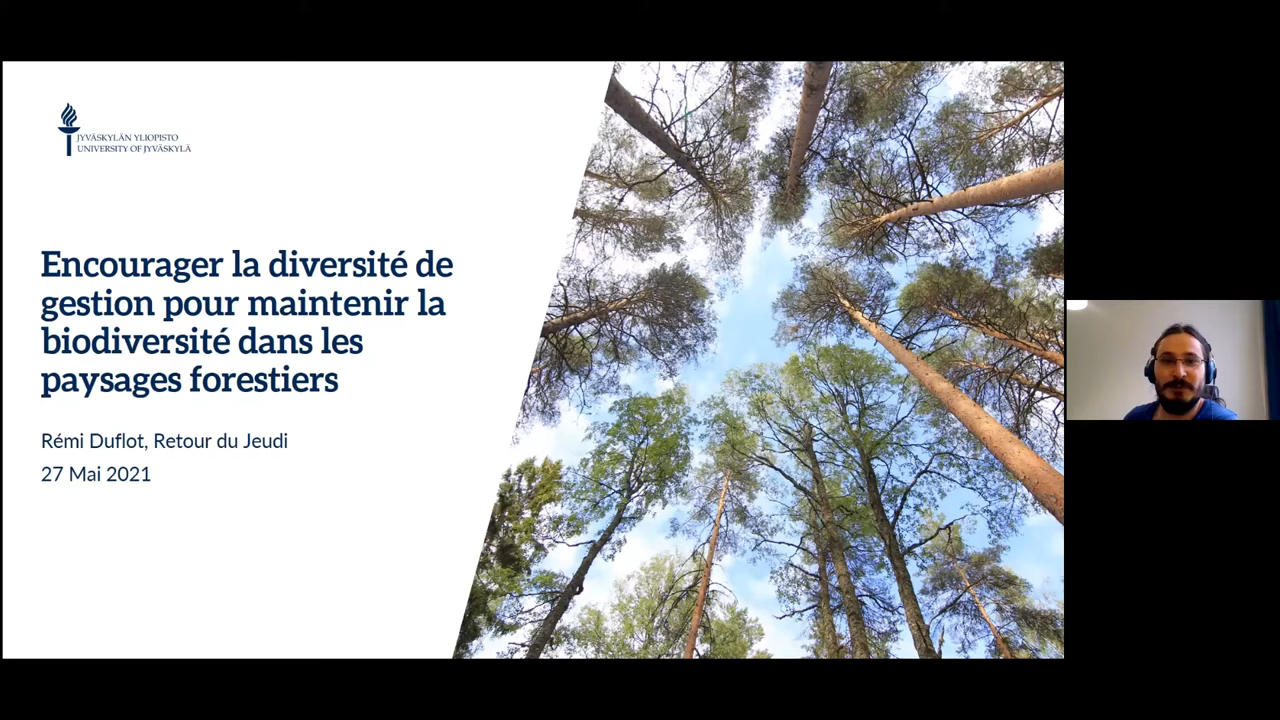 JYVÄSKYLÄN YLIOPISTO
UNIVERSITY OF JYVÄSKYLÄ
Encourager la diversité de
gestion pour maintenir la
biodiversité dans les
paysages forestiers
Rémi Duflot, Retour du Jeudi
27 Mai 2021